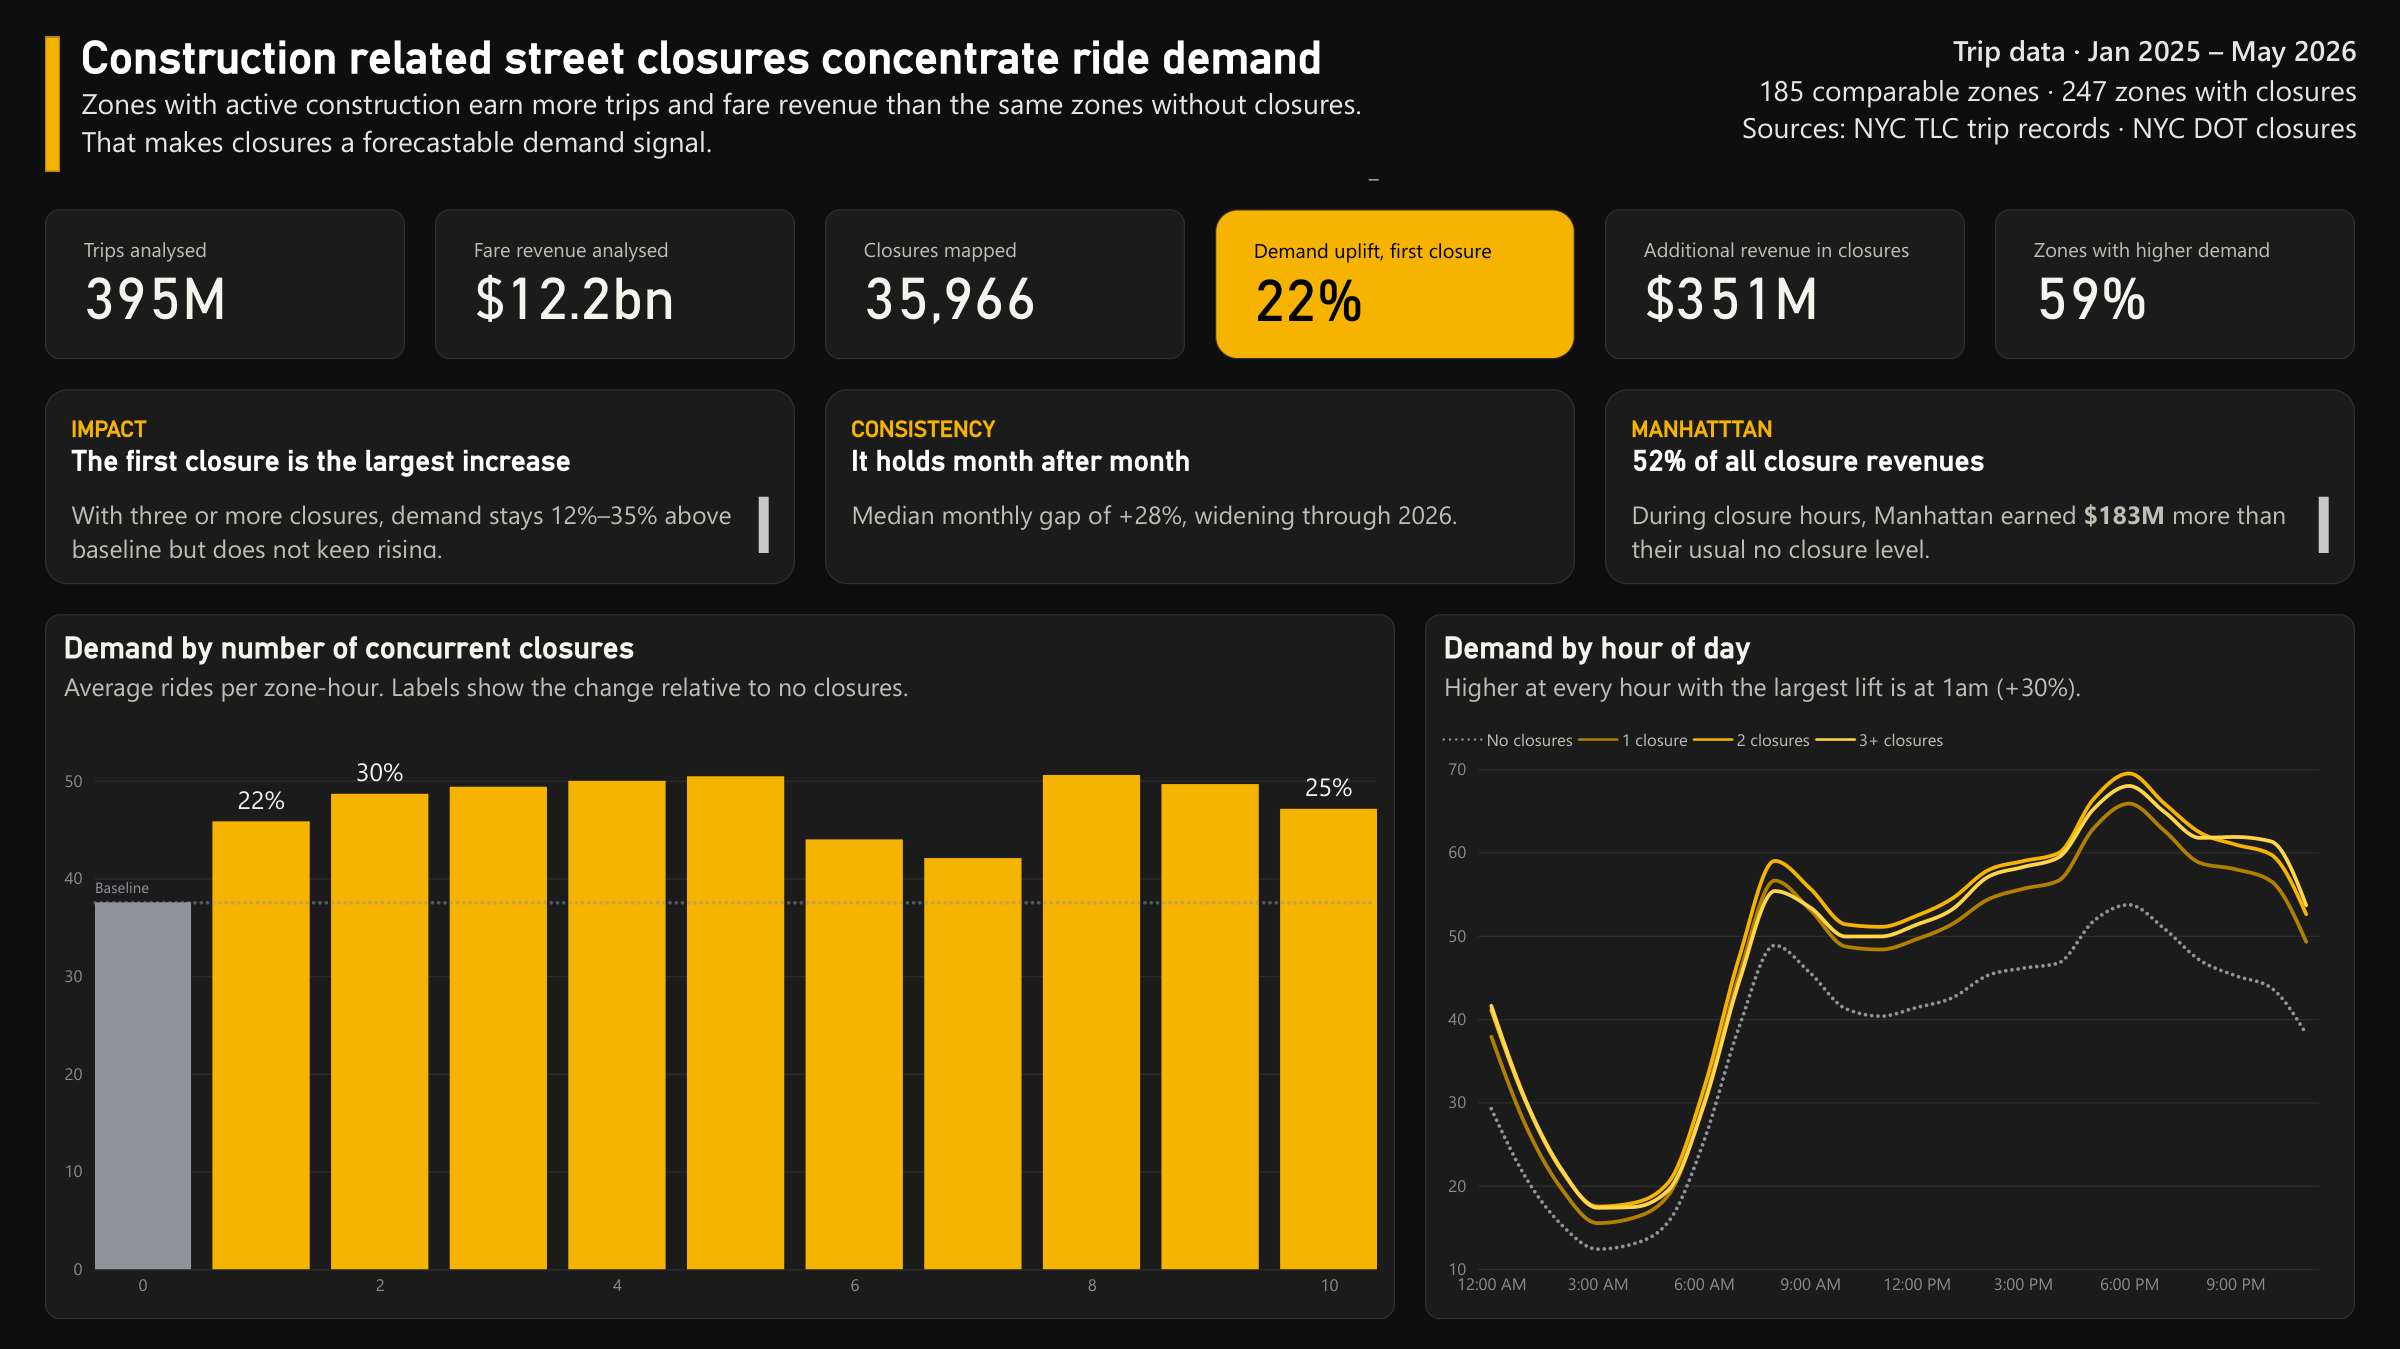 Construction related street closures concentrate ride demand
Zones with active construction earn more trips and fare revenue than the same zones without closures.
That makes closures a forecastable demand signal.
Trip data · Jan 2025 – May 2026
185 comparable zones · 247 zones with closures
Sources: NYC TLC trip records · NYC DOT closures
–
Trips analysed
395M
Fare revenue analysed
$12.2bn
Closures mapped
35,966
Demand uplift, first closure
22%
Additional revenue in closures
$351M
Zones with higher demand
59%
IMPACT
The first closure is the largest increase
With three or more closures, demand stays 12%–35% above
baseline but does not keep rising.
CONSISTENCY
It holds month after month
Median monthly gap of +28%, widening through 2026.
MANHATTTAN
52% of all closure revenues
During closure hours, Manhattan earned $183M more than
their usual no closure level.
Demand by number of concurrent closures
Average rides per zone-hour. Labels show the change relative to no closures.
50
40
30
20
10
0
Baseline
22%
30%
25%
0 2 4 6 8 10
Demand by hour of day
Higher at every hour with the largest lift is at 1am (+30%).
No closures 1 closure 2 closures 3+ closures
70
60
50
40
30
20
10
12:00 AM 3:00 AM 6:00 AM 9:00 AM 12:00 PM 3:00 PM 6:00 PM 9:00 PM